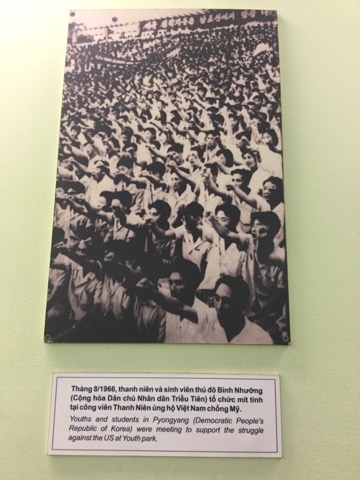 Tháng 8/1966, thanh niên và sinh viên thủ đô Bình Nhưỡng
(Cộng hòa Dân chủ Nhân dân Triều Tiên) tổ chức mít tinh
tại công viên Thanh Niên ủng hộ Việt Nam chống Mỹ.
Youths and students in Pyongyang (Democratic People's
Republic of Korea) were meeting to support the struggle
against the US at Youth park.